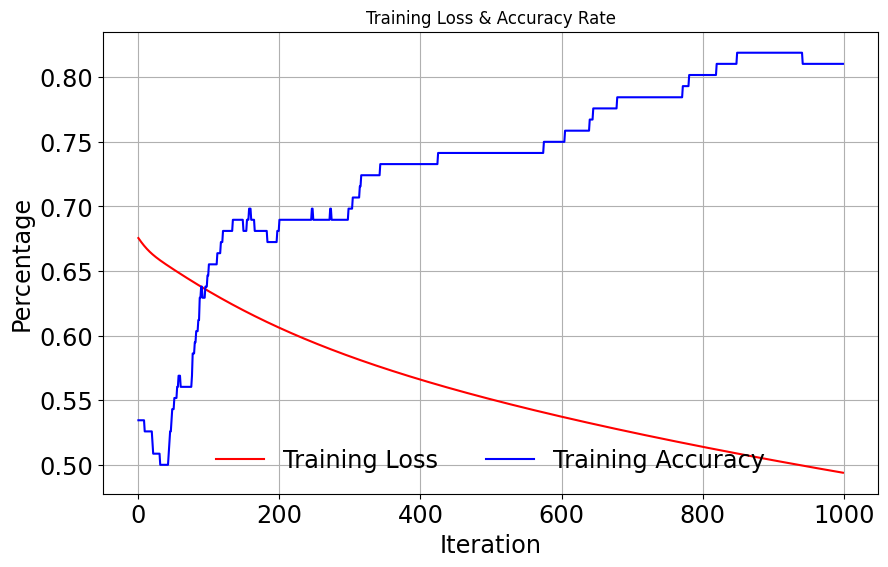 Training Loss & Accuracy Rate
Percentage
0.80
0.75
0.70
0.65
0.60
0.55
0.50
Training Loss
Training Accuracy
0
200
400
600
800
1000
Iteration